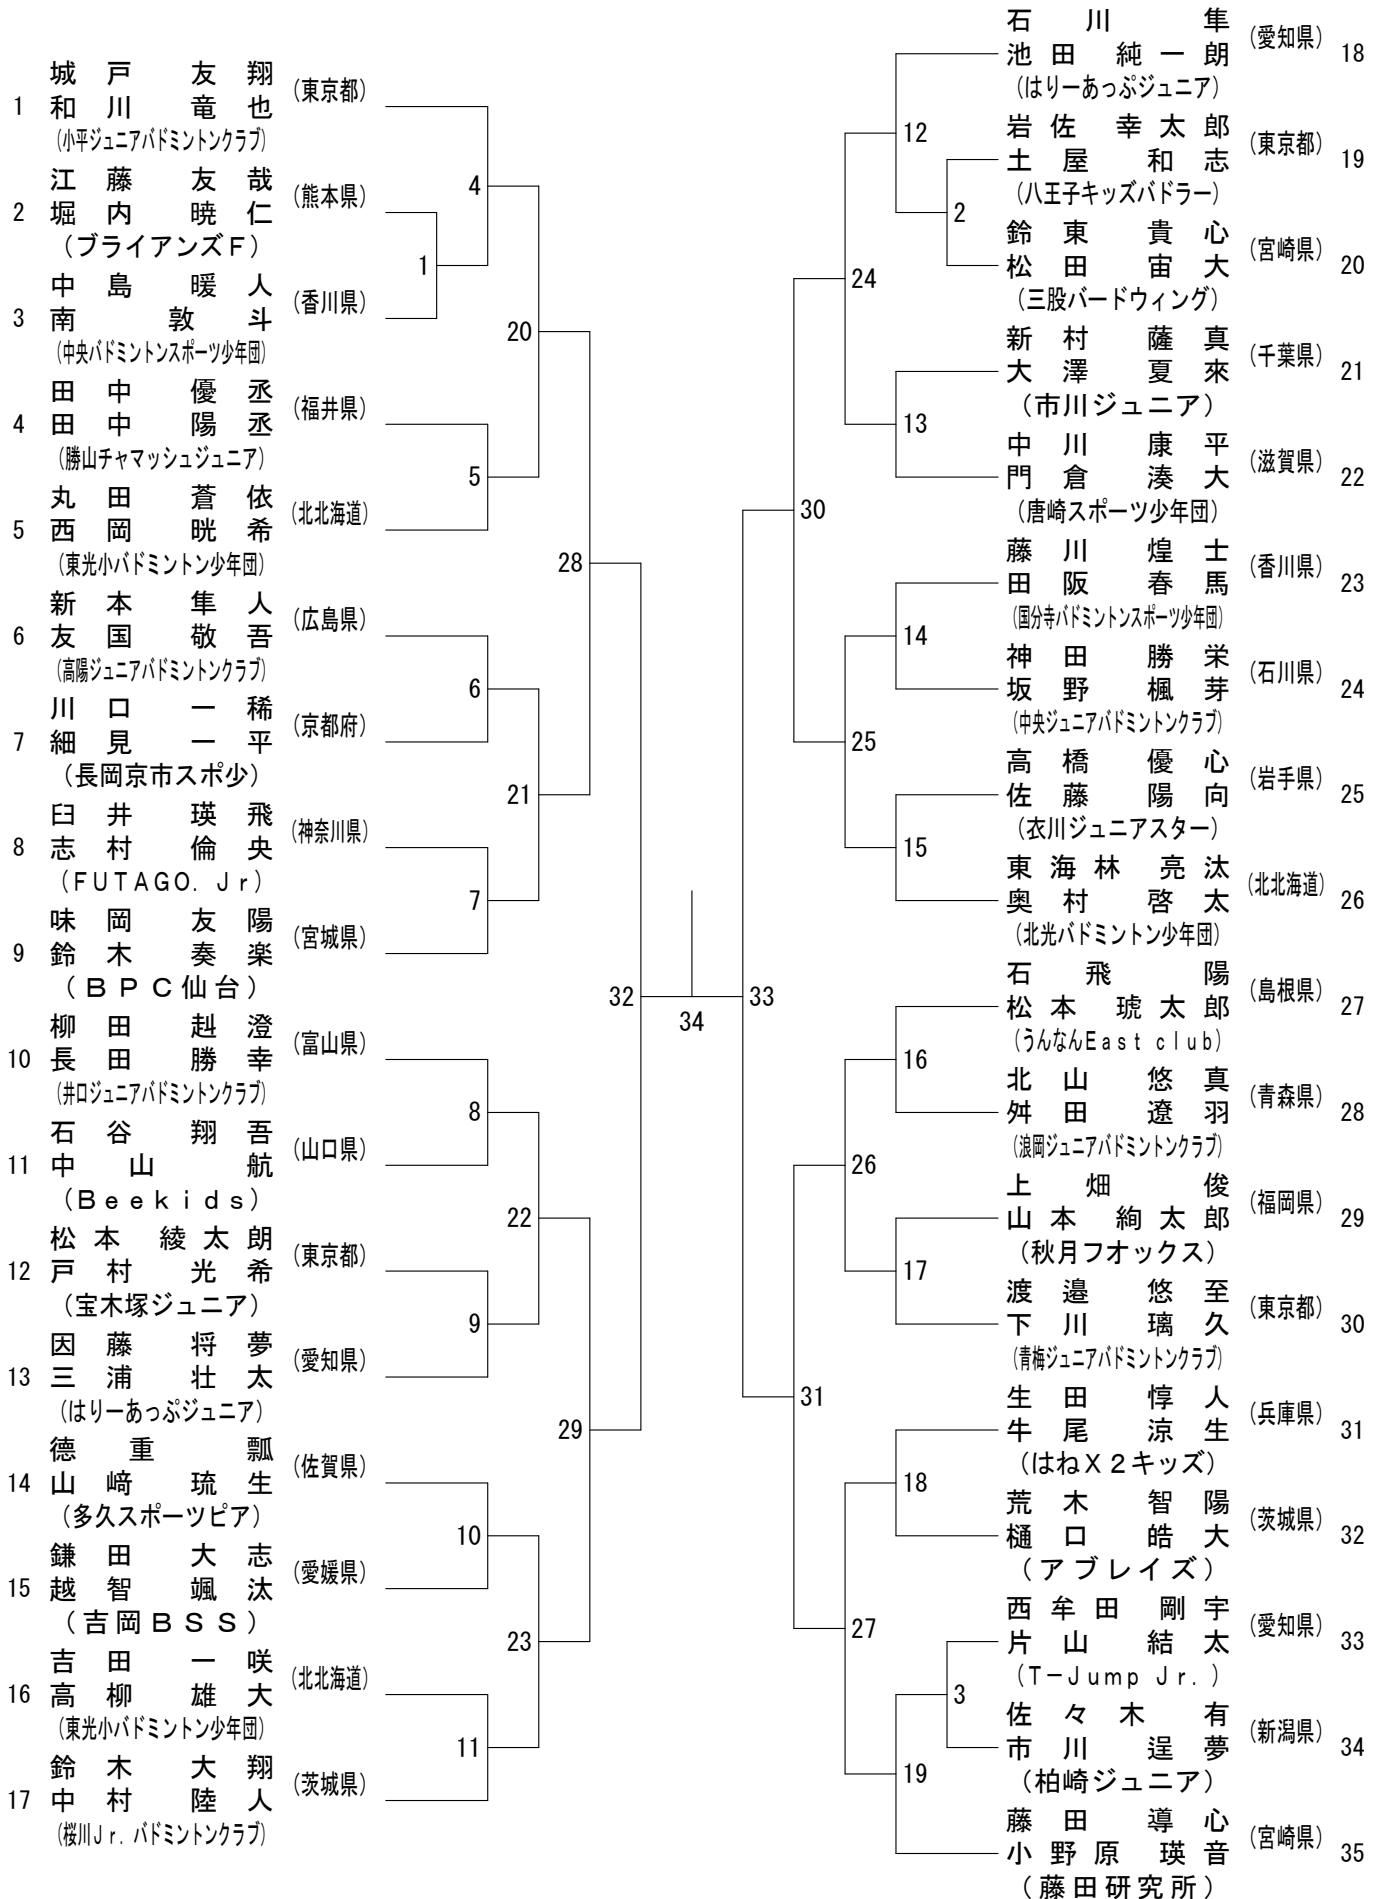 城戸 友翔 (東京都)
1 和川 竜也
(小平ジュニアバドミントンクラブ)
江藤 友哉 (熊本県)
2 堀内 暁仁
(ブライアンズF)
中島 暖人 (香川県)
3 南 敦斗
(中央バドミントンスポーツ少年団)
田中 優丞 (福井県)
4 田中 陽丞
(勝山チャマッシュジュニア)
丸田 蒼依 (北北海道)
5 西岡 晄希
(東光小バドミントン少年団)
新本 隼人 (広島県)
6 友国 敬吾
(高陽ジュニアバドミントンクラブ)
川口 一稀 (京都府)
7 細見 一平
(長岡京市スポ少)
臼井 瑛飛 (神奈川県)
8 志村 倫央
(FUTAGO. Jr)
味岡 友陽 (宮城県)
9 鈴木 奏楽
(BPC仙台)
柳田 赳澄 (富山県)
10 長田 勝幸
(井口ジュニアバドミントンクラブ)
石谷 翔吾 (山口県)
11 中山 航
(Beekids)
松本 綾太朗 (東京都)
12 戸村 光希
(宝木塚ジュニア)
因藤 将夢 (愛知県)
13 三浦 壮太
(はりーあっぷジュニア)
德重 瓢 (佐賀県)
14 山﨑 琉生
(多久スポーツピア)
鎌田 大志 (愛媛県)
15 越智 颯汰
(吉岡BSS)
吉田 一咲 (北北海道)
16 高柳 雄大
(東光小バドミントン少年団)
鈴木 大翔 (茨城県)
17 中村 陸人
(桜川Jr. バドミントンクラブ)
1
4
5
6
7
8
9
10
11
20
21
22
23
28
29
32
34
33
30
31
24
25
26
27
12
13
14
15
16
17
18
19
2
3
石川 隼 (愛知県)
池田 純一朗 18
(はりーあっぷジュニア)
岩佐 幸太郎 (東京都)
土屋 和志 19
(八王子キッズバドラー)
鈴東 貴心 (宮崎県)
松田 宙大 20
(三股バードウィング)
新村 薩真 (千葉県)
大澤 夏來 21
(市川ジュニア)
中川 康平 (滋賀県)
門倉 湊大 22
(唐崎スポーツ少年団)
藤川 煌士 (香川県)
田阪 春馬 23
(国分寺バドミントンスポーツ少年団)
神田 勝栄 (石川県)
坂野 楓芽 24
(中央ジュニアバドミントンクラブ)
高橋 優心 (岩手県)
佐藤 陽向 25
(衣川ジュニアスター)
東海林 亮汰 (北北海道)
奥村 啓太 26
(北光バドミントン少年団)
石飛 陽 (島根県)
松本 琥太郎 27
(うんなんEast club)
北山 悠真 (青森県)
舛田 遼羽 28
(浪岡ジュニアバドミントンクラブ)
上畑 俊 (福岡県)
山本 絢太郎 29
(秋月フオックス)
渡邉 悠至 (東京都)
下川 璃久 30
(青梅ジュニアバドミントンクラブ)
生田 惇人 (兵庫県)
牛尾 涼生 31
(はねX2キッズ)
荒木 智陽 (茨城県)
樋口 皓大 32
(アブレイズ)
西牟田 剛宇 (愛知県)
片山 結太 33
(T－Jump Jr. )
佐々木 有 (新潟県)
市川 逞夢 34
(柏崎ジュニア)
藤田 導心 (宮崎県)
小野原 瑛音 35
(藤田研究所)